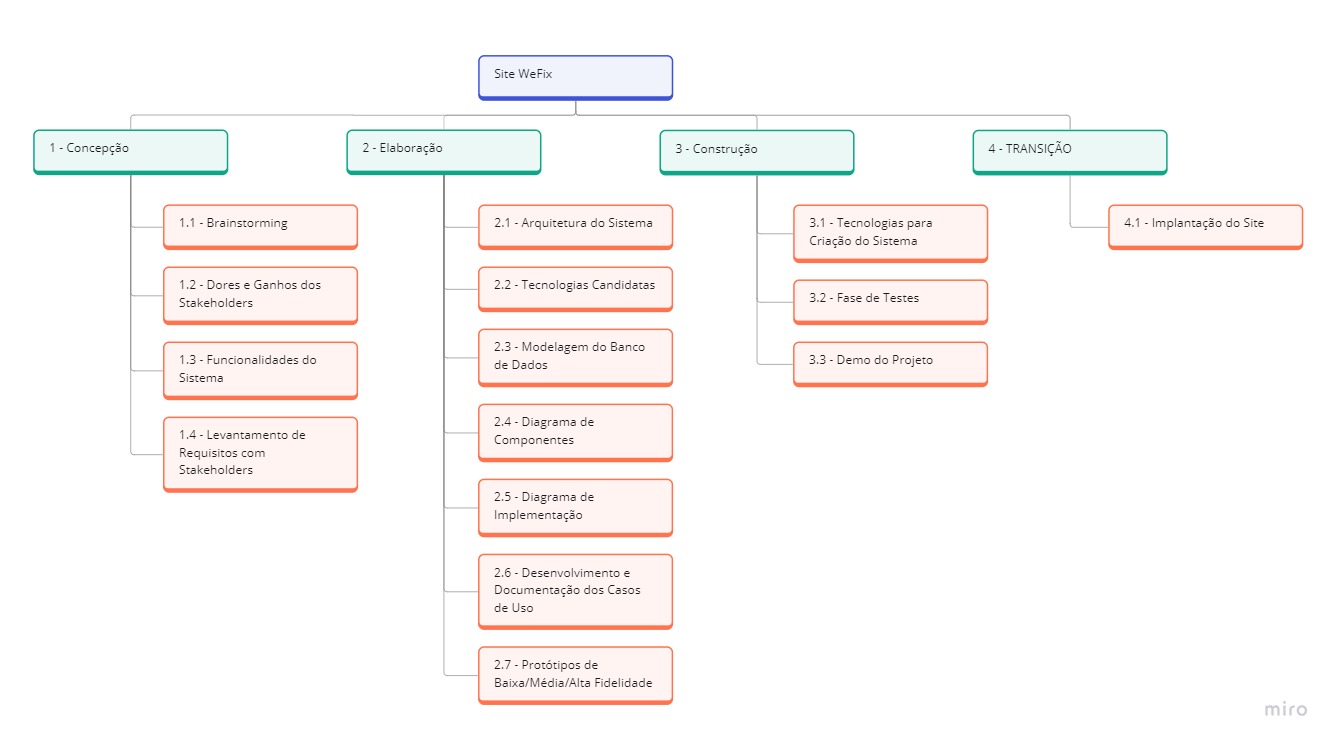 Site WeFix
1 - Concepção
2 - Elaboração
3 - Construção
4 - TRANSIÇÃO
1.1 - Brainstorming
1.2 - Dores e Ganhos dos
Stakeholders
1.3 - Funcionalidades do
Sistema
1.4 - Levantamento de
Requisitos com
Stakeholders
2.1 - Arquitetura do Sistema
2.2 - Tecnologias Candidatas
2.3 - Modelagem do Banco
de Dados
2.4 - Diagrama de
Componentes
2.5 - Diagrama de
Implementação
2.6 - Desenvolvimento e
Documentação dos Casos
de Uso
2.7 - Protótipos de
Baixa/Média/Alta Fidelidade
3.1 - Tecnologias para
Criação do Sistema
3.2 - Fase de Testes
3.3 - Demo do Projeto
4.1 - Implantação do Site
miro